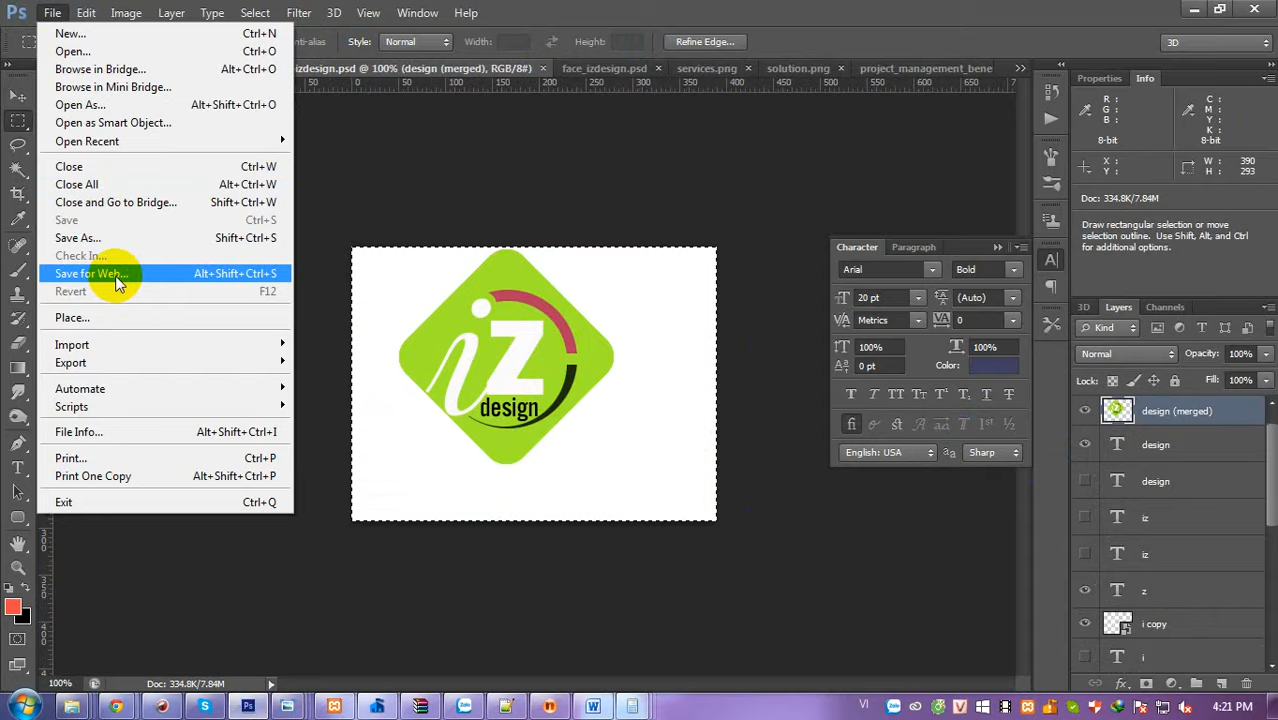 Ps File Edit Image Layer Type Select Filter 3D View Window Help
Anti-alias Style: Normal Width: Height: Refine Edge... 3D
izdesign.psd @ 100% (design (merged), RGB/8#) × face_izdesign.psd × services.png × solution.png × project_management_bene
New... Ctrl+N
Open... Ctrl+O
Browse in Bridge... Alt+Ctrl+O
Browse in Mini Bridge...
Open As... Alt+Shift+Ctrl+O
Open as Smart Object...
Open Recent
Close Ctrl+W
Close All Alt+Ctrl+W
Close and Go to Bridge... Shift+Ctrl+W
Save Ctrl+S
Save As... Shift+Ctrl+S
Check In...
Save for Web... Alt+Shift+Ctrl+S
Revert F12
Place...
Import
Export
Automate
Scripts
File Info... Alt+Shift+Ctrl+I
Print... Ctrl+P
Print One Copy Alt+Shift+Ctrl+P
Exit Ctrl+Q
50 100 150 200 250 300 350 400 450 500 550 600 650
iz
design
Properties Info
R: C:
G: M:
B: Y:
K:
8-bit 8-bit
X: W: 390
Y: H: 293
Doc: 334.8K/7.84M
Draw rectangular selection or move
selection outline. Use Shift, Alt, and Ctrl
for additional options.
Character Paragraph
Arial Bold
20 pt (Auto)
Metrics 0
100% 100%
0 pt Color:
T T TT Tt T¹ T₁ T T
fi
English: USA aa Sharp
3D Layers Channels
Kind
Normal Opacity: 100%
Lock: Fill: 100%
design (merged)
T design
T design
T iz
T iz
T z
i copy
T i
100% Doc: 334.8K/7.84M
VI 4:21 PM